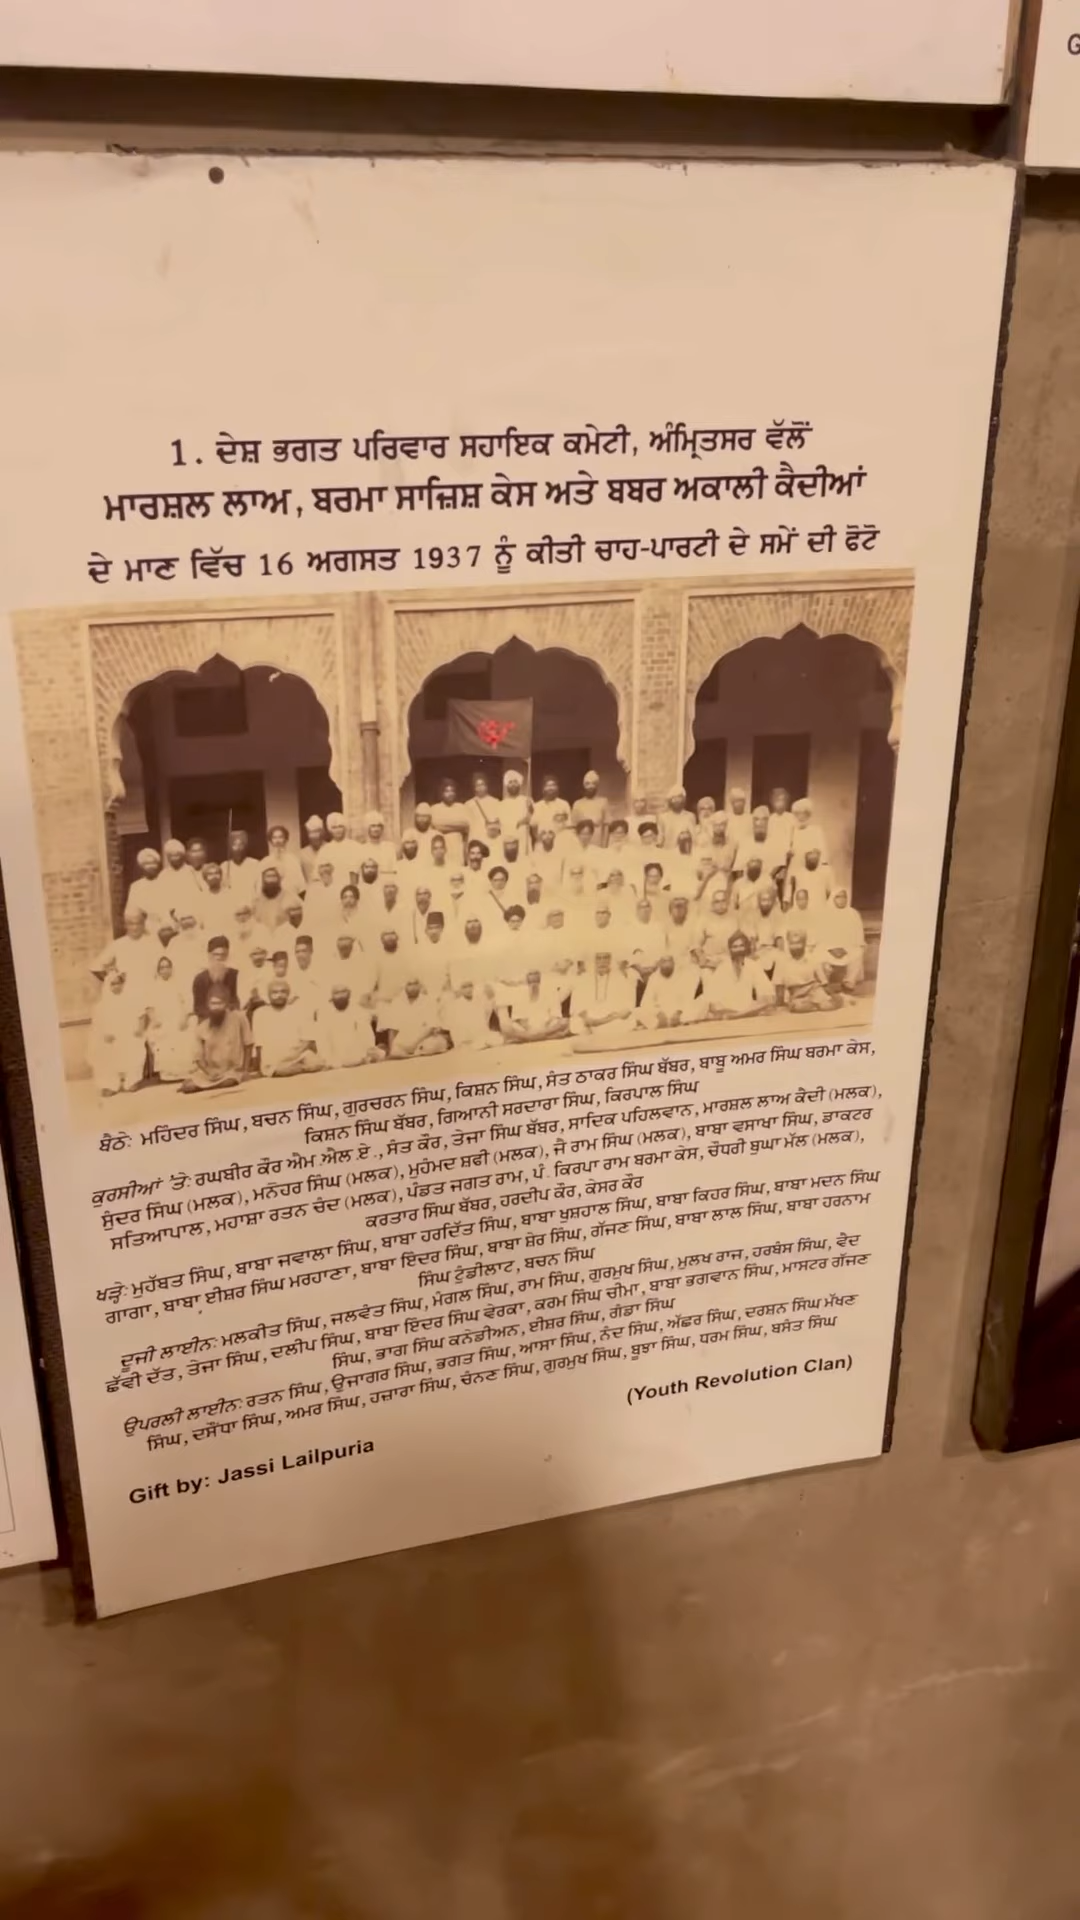 1. ਦੇਸ਼ ਭਗਤ ਪਰਿਵਾਰ ਸਹਾਇਕ ਕਮੇਟੀ, ਅੰਮ੍ਰਿਤਸਰ ਵੱਲੋਂ
ਮਾਰਸ਼ਲ ਲਾਅ, ਬਰਮਾ ਸਾਜ਼ਿਸ਼ ਕੇਸ ਅਤੇ ਬਬਰ ਅਕਾਲੀ ਕੈਦੀਆਂ
ਦੇ ਮਾਣ ਵਿੱਚ 16 ਅਗਸਤ 1937 ਨੂੰ ਕੀਤੀ ਚਾਹ-ਪਾਰਟੀ ਦੇ ਸਮੇਂ ਦੀ ਫੋਟੋ
ਬੈਠੇ: ਮਹਿੰਦਰ ਸਿੰਘ, ਬਚਨ ਸਿੰਘ, ਗੁਰਚਰਨ ਸਿੰਘ, ਕਿਸ਼ਨ ਸਿੰਘ, ਸੰਤ ਠਾਕਰ ਸਿੰਘ ਬੱਬਰ, ਬਾਬੂ ਅਮਰ ਸਿੰਘ ਬਰਮਾ ਕੇਸ,
ਕਿਸ਼ਨ ਸਿੰਘ ਬੱਬਰ, ਗਿਆਨੀ ਸਰਦਾਰਾ ਸਿੰਘ, ਕਿਰਪਾਲ ਸਿੰਘ
ਕੁਰਸੀਆਂ 'ਤੇ: ਰਘਬੀਰ ਕੌਰ ਐਮ.ਐਲ.ਏ., ਸੰਤ ਕੌਰ, ਤੇਜਾ ਸਿੰਘ ਬੱਬਰ, ਸਾਦਿਕ ਪਹਿਲਵਾਨ, ਮਾਰਸ਼ਲ ਲਾਅ ਕੈਦੀ (ਮਲਕ),
ਸੁੰਦਰ ਸਿੰਘ (ਮਲਕ), ਮਨੋਹਰ ਸਿੰਘ (ਮਲਕ), ਮੁਹੰਮਦ ਸ਼ਫੀ (ਮਲਕ), ਜੈ ਰਾਮ ਸਿੰਘ (ਮਲਕ), ਬਾਬਾ ਵਸਾਖਾ ਸਿੰਘ, ਡਾਕਟਰ
ਸਤਿਆਪਾਲ, ਮਹਾਸ਼ਾ ਰਤਨ ਚੰਦ (ਮਲਕ), ਪੰਡਤ ਜਗਤ ਰਾਮ, ਪੰ. ਕਿਰਪਾ ਰਾਮ ਬਰਮਾ ਕੇਸ, ਚੌਧਰੀ ਬੁਘਾ ਮੱਲ (ਮਲਕ),
ਕਰਤਾਰ ਸਿੰਘ ਬੱਬਰ, ਹਰਦੀਪ ਕੌਰ, ਕੇਸਰ ਕੌਰ
ਖੜ੍ਹੇ: ਮੁਹੱਬਤ ਸਿੰਘ, ਬਾਬਾ ਜਵਾਲਾ ਸਿੰਘ, ਬਾਬਾ ਹਰਦਿੱਤ ਸਿੰਘ, ਬਾਬਾ ਖੁਸ਼ਹਾਲ ਸਿੰਘ, ਬਾਬਾ ਕਿਹਰ ਸਿੰਘ, ਬਾਬਾ ਮਦਨ ਸਿੰਘ
ਗਾਗਾ, ਬਾਬਾ ਈਸ਼ਰ ਸਿੰਘ ਮਰਹਾਣਾ, ਬਾਬਾ ਇੰਦਰ ਸਿੰਘ, ਬਾਬਾ ਸ਼ੇਰ ਸਿੰਘ, ਗੱਜਣ ਸਿੰਘ, ਬਾਬਾ ਲਾਲ ਸਿੰਘ, ਬਾਬਾ ਹਰਨਾਮ
ਸਿੰਘ ਟੁੰਡੀਲਾਟ, ਬਚਨ ਸਿੰਘ
ਦੂਜੀ ਲਾਈਨ: ਮਲਕੀਤ ਸਿੰਘ, ਜਲਵੰਤ ਸਿੰਘ, ਮੰਗਲ ਸਿੰਘ, ਰਾਮ ਸਿੰਘ, ਗੁਰਮੁਖ ਸਿੰਘ, ਮੁਲਖ ਰਾਜ, ਹਰਬੰਸ ਸਿੰਘ, ਵੈਦ
ਛੱਵੀ ਦੱਤ, ਤੇਜਾ ਸਿੰਘ, ਦਲੀਪ ਸਿੰਘ, ਬਾਬਾ ਇੰਦਰ ਸਿੰਘ ਵੇਰਕਾ, ਕਰਮ ਸਿੰਘ ਚੀਮਾ, ਬਾਬਾ ਭਗਵਾਨ ਸਿੰਘ, ਮਾਸਟਰ ਗੱਜਣ
ਸਿੰਘ, ਭਾਗ ਸਿੰਘ ਕਨੇਡੀਅਨ, ਈਸ਼ਰ ਸਿੰਘ, ਗੰਡਾ ਸਿੰਘ
ਉਪਰਲੀ ਲਾਈਨ: ਰਤਨ ਸਿੰਘ, ਉਜਾਗਰ ਸਿੰਘ, ਭਗਤ ਸਿੰਘ, ਆਸਾ ਸਿੰਘ, ਨੰਦ ਸਿੰਘ, ਅੱਛਰ ਸਿੰਘ, ਦਰਸ਼ਨ ਸਿੰਘ ਮੱਖਣ
ਸਿੰਘ, ਦਸੌਂਧਾ ਸਿੰਘ, ਅਮਰ ਸਿੰਘ, ਹਜ਼ਾਰਾ ਸਿੰਘ, ਚੰਨਣ ਸਿੰਘ, ਗੁਰਮੁਖ ਸਿੰਘ, ਬੂਝਾ ਸਿੰਘ, ਧਰਮ ਸਿੰਘ, ਬਸੰਤ ਸਿੰਘ
(Youth Revolution Clan)
Gift by: Jassi Lailpuria